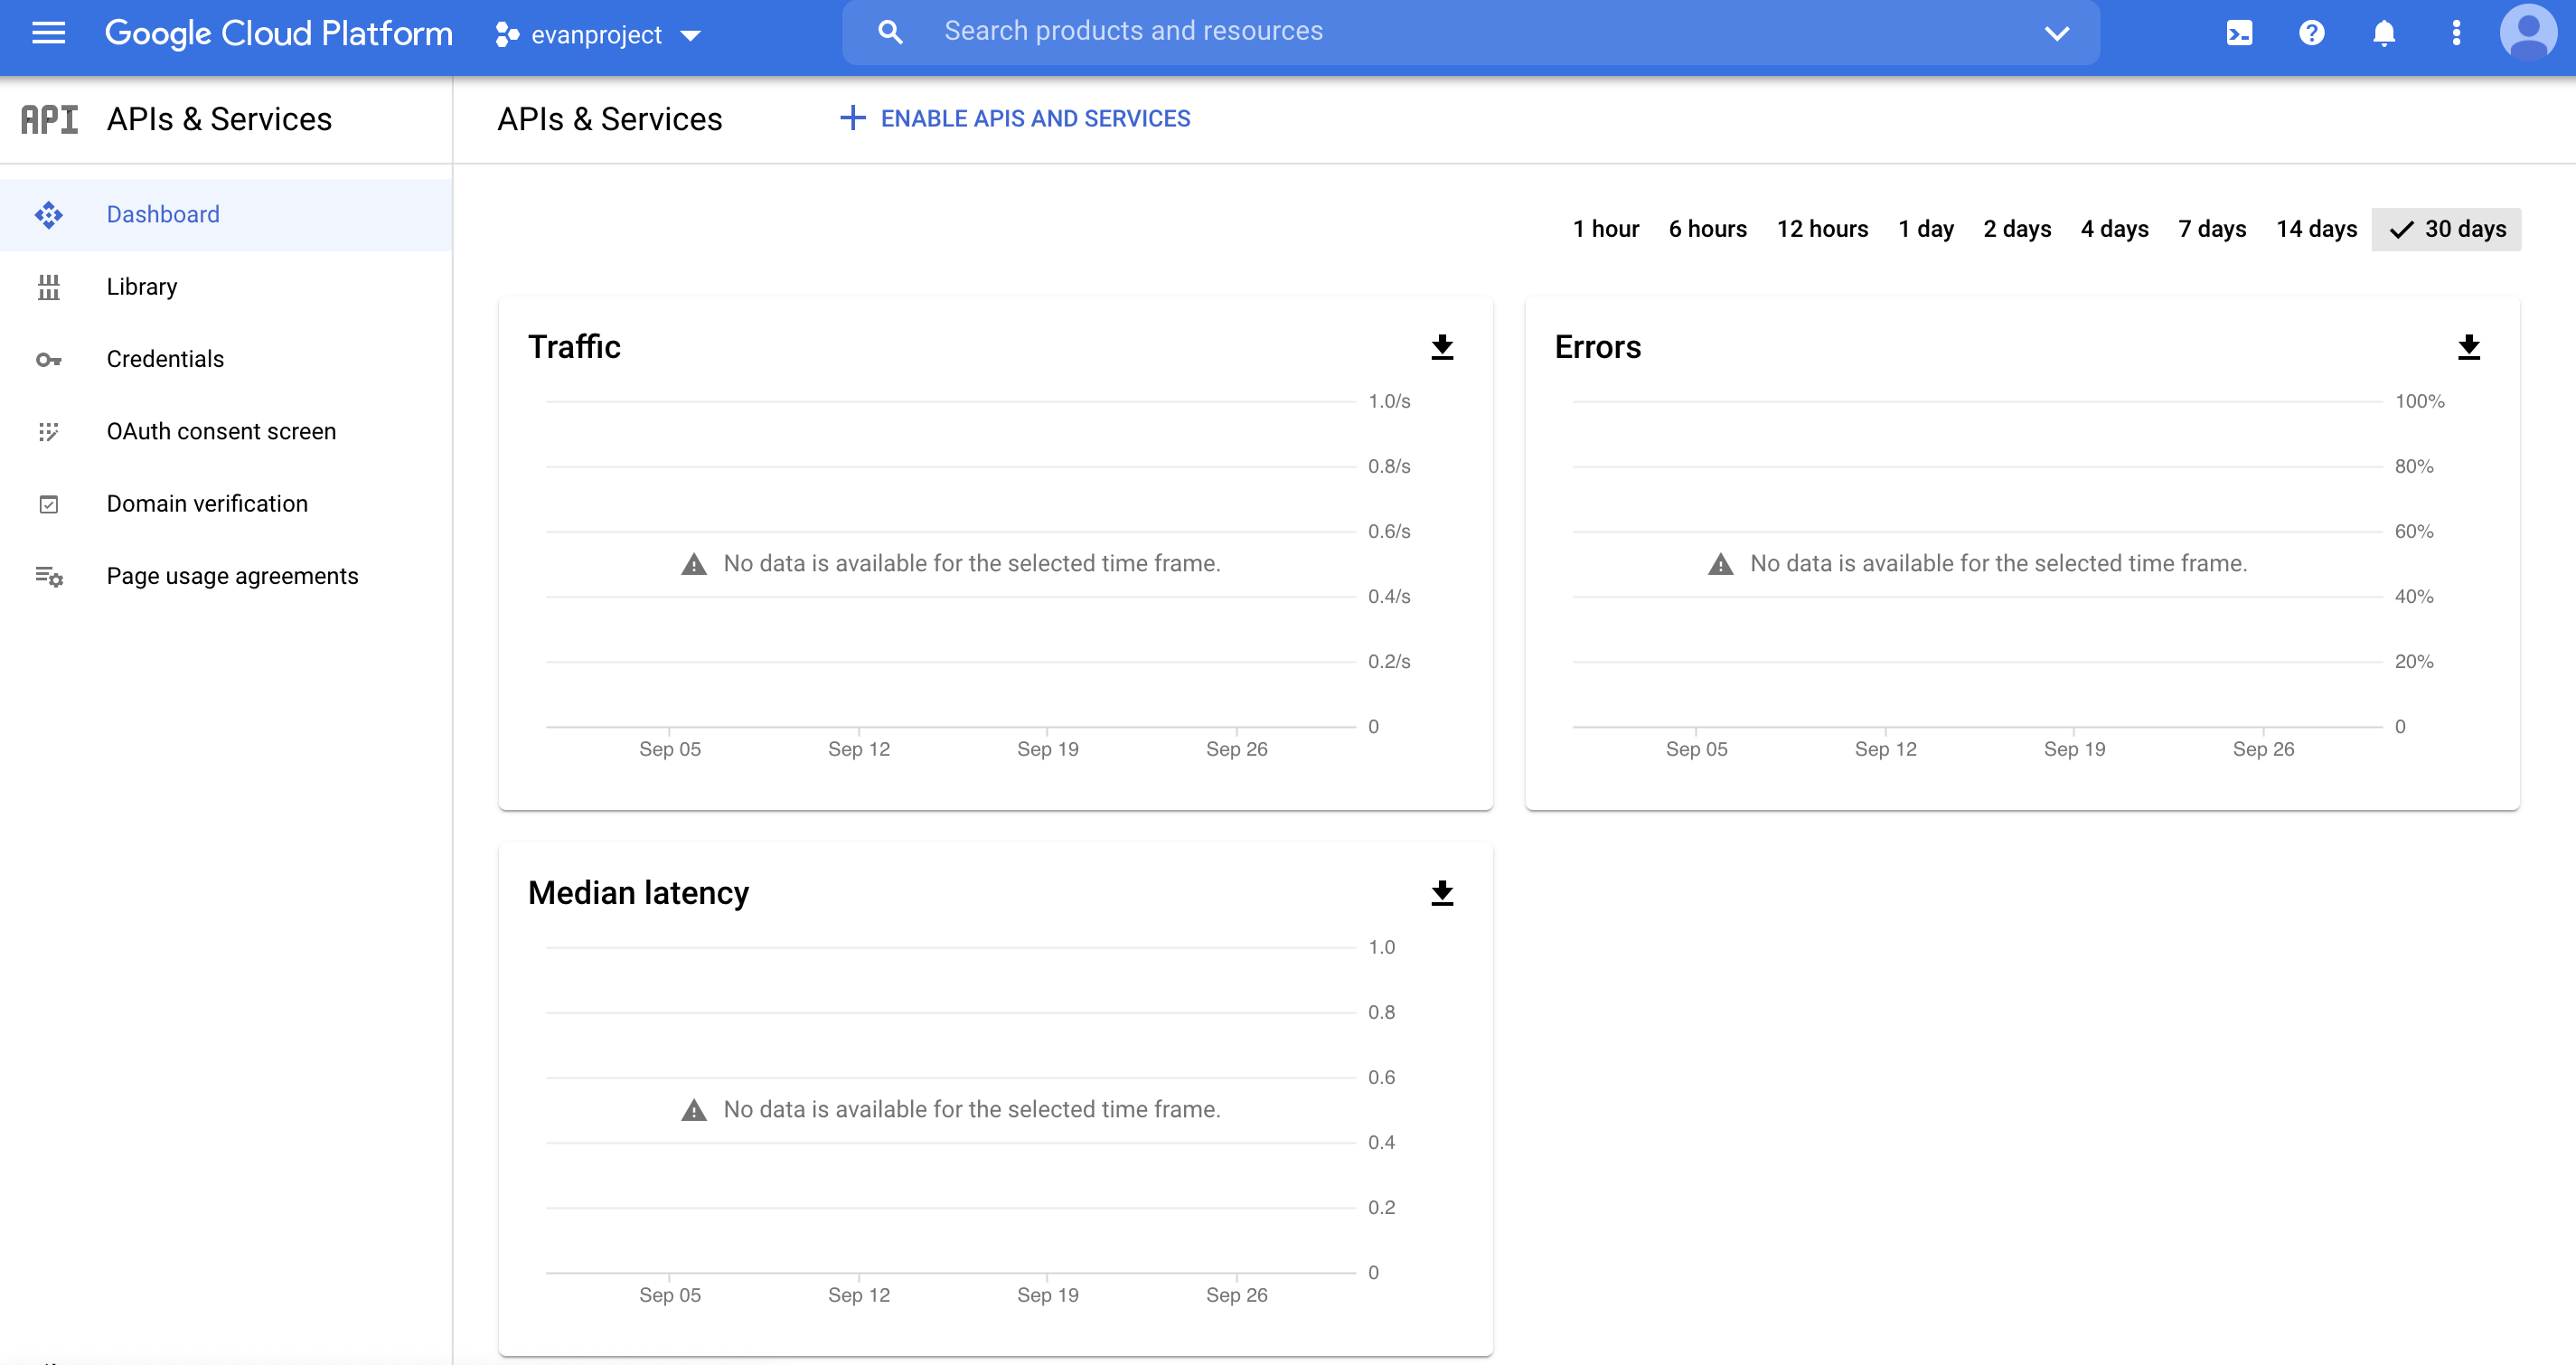 Google Cloud Platform
evanproject
Search products and resources
API APIs & Services
APIs & Services
ENABLE APIS AND SERVICES
Dashboard
Library
Credentials
OAuth consent screen
Domain verification
Page usage agreements
1 hour 6 hours 12 hours 1 day 2 days 4 days 7 days 14 days 30 days
Traffic
1.0/s
0.8/s
0.6/s
No data is available for the selected time frame.
0.4/s
0.2/s
0
Sep 05 Sep 12 Sep 19 Sep 26
Errors
100%
80%
60%
No data is available for the selected time frame.
40%
20%
0
Sep 05 Sep 12 Sep 19 Sep 26
Median latency
1.0
0.8
0.6
No data is available for the selected time frame.
0.4
0.2
0
Sep 05 Sep 12 Sep 19 Sep 26